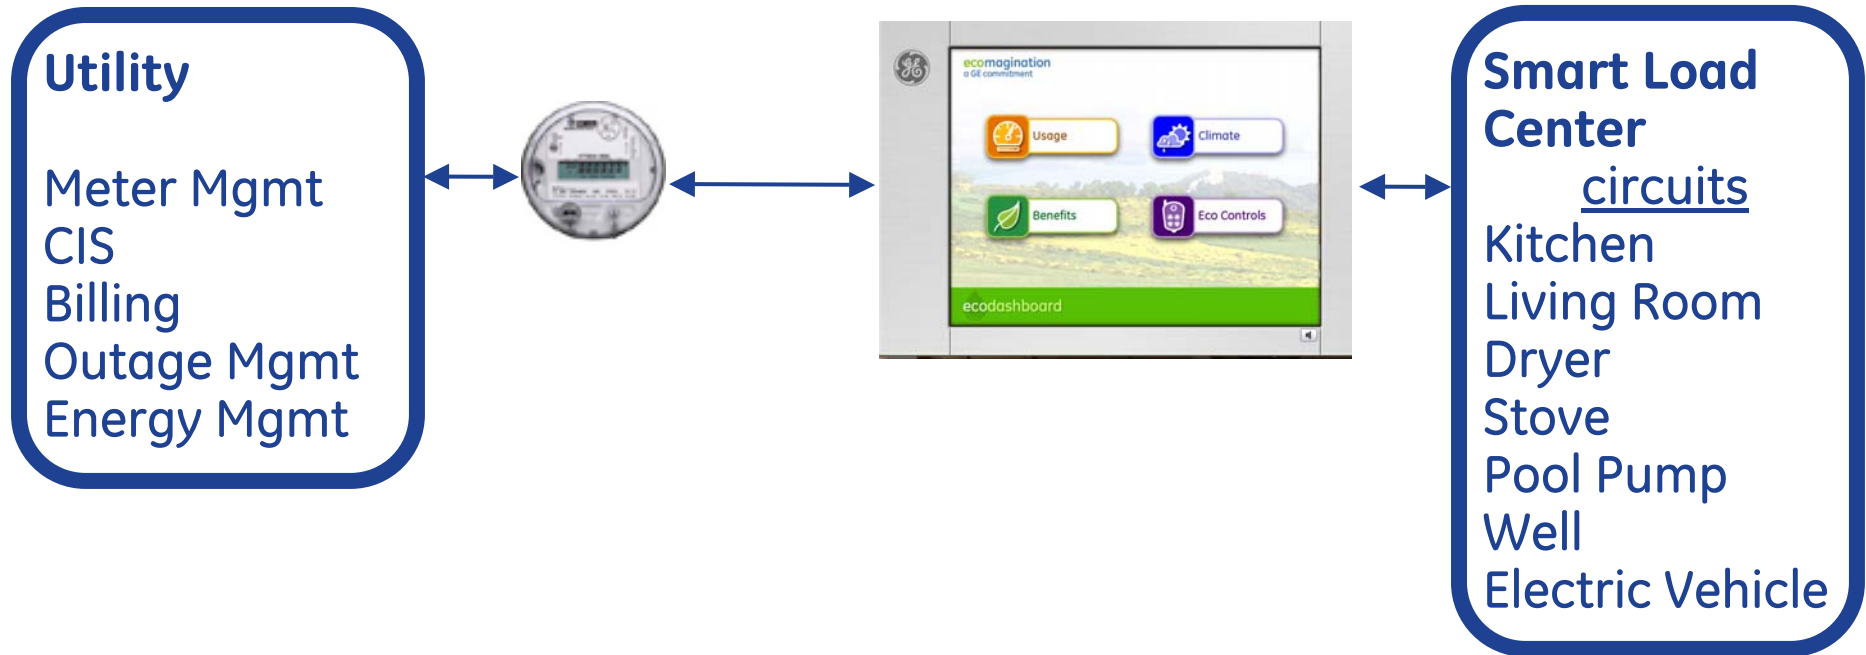 Utility
Meter Mgmt
CIS
Billing
Outage Mgmt
Energy Mgmt
GE
ecomagination
a GE commitment
Usage
Climate
Benefits
Eco Controls
ecodashboard
Smart Load
Center
circuits
Kitchen
Living Room
Dryer
Stove
Pool Pump
Well
Electric Vehicle